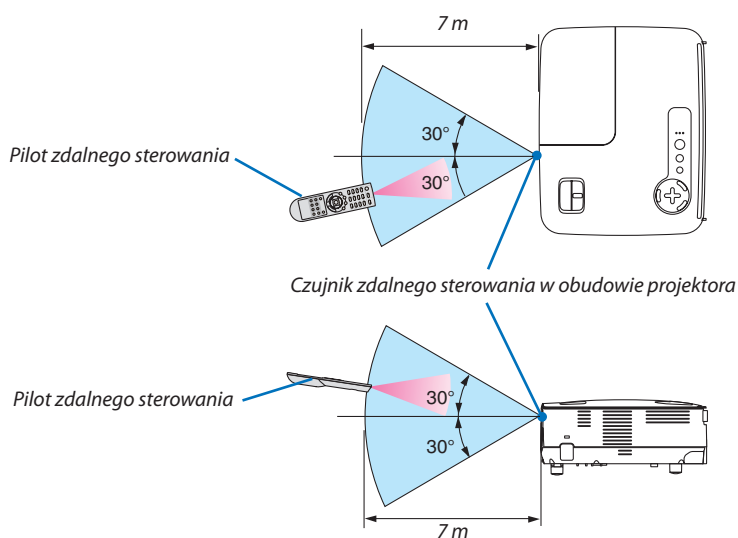 7 m
30°
Pilot zdalnego sterowania
30°
Czujnik zdalnego sterowania w obudowie projektora
Pilot zdalnego sterowania
30°
30°
7 m